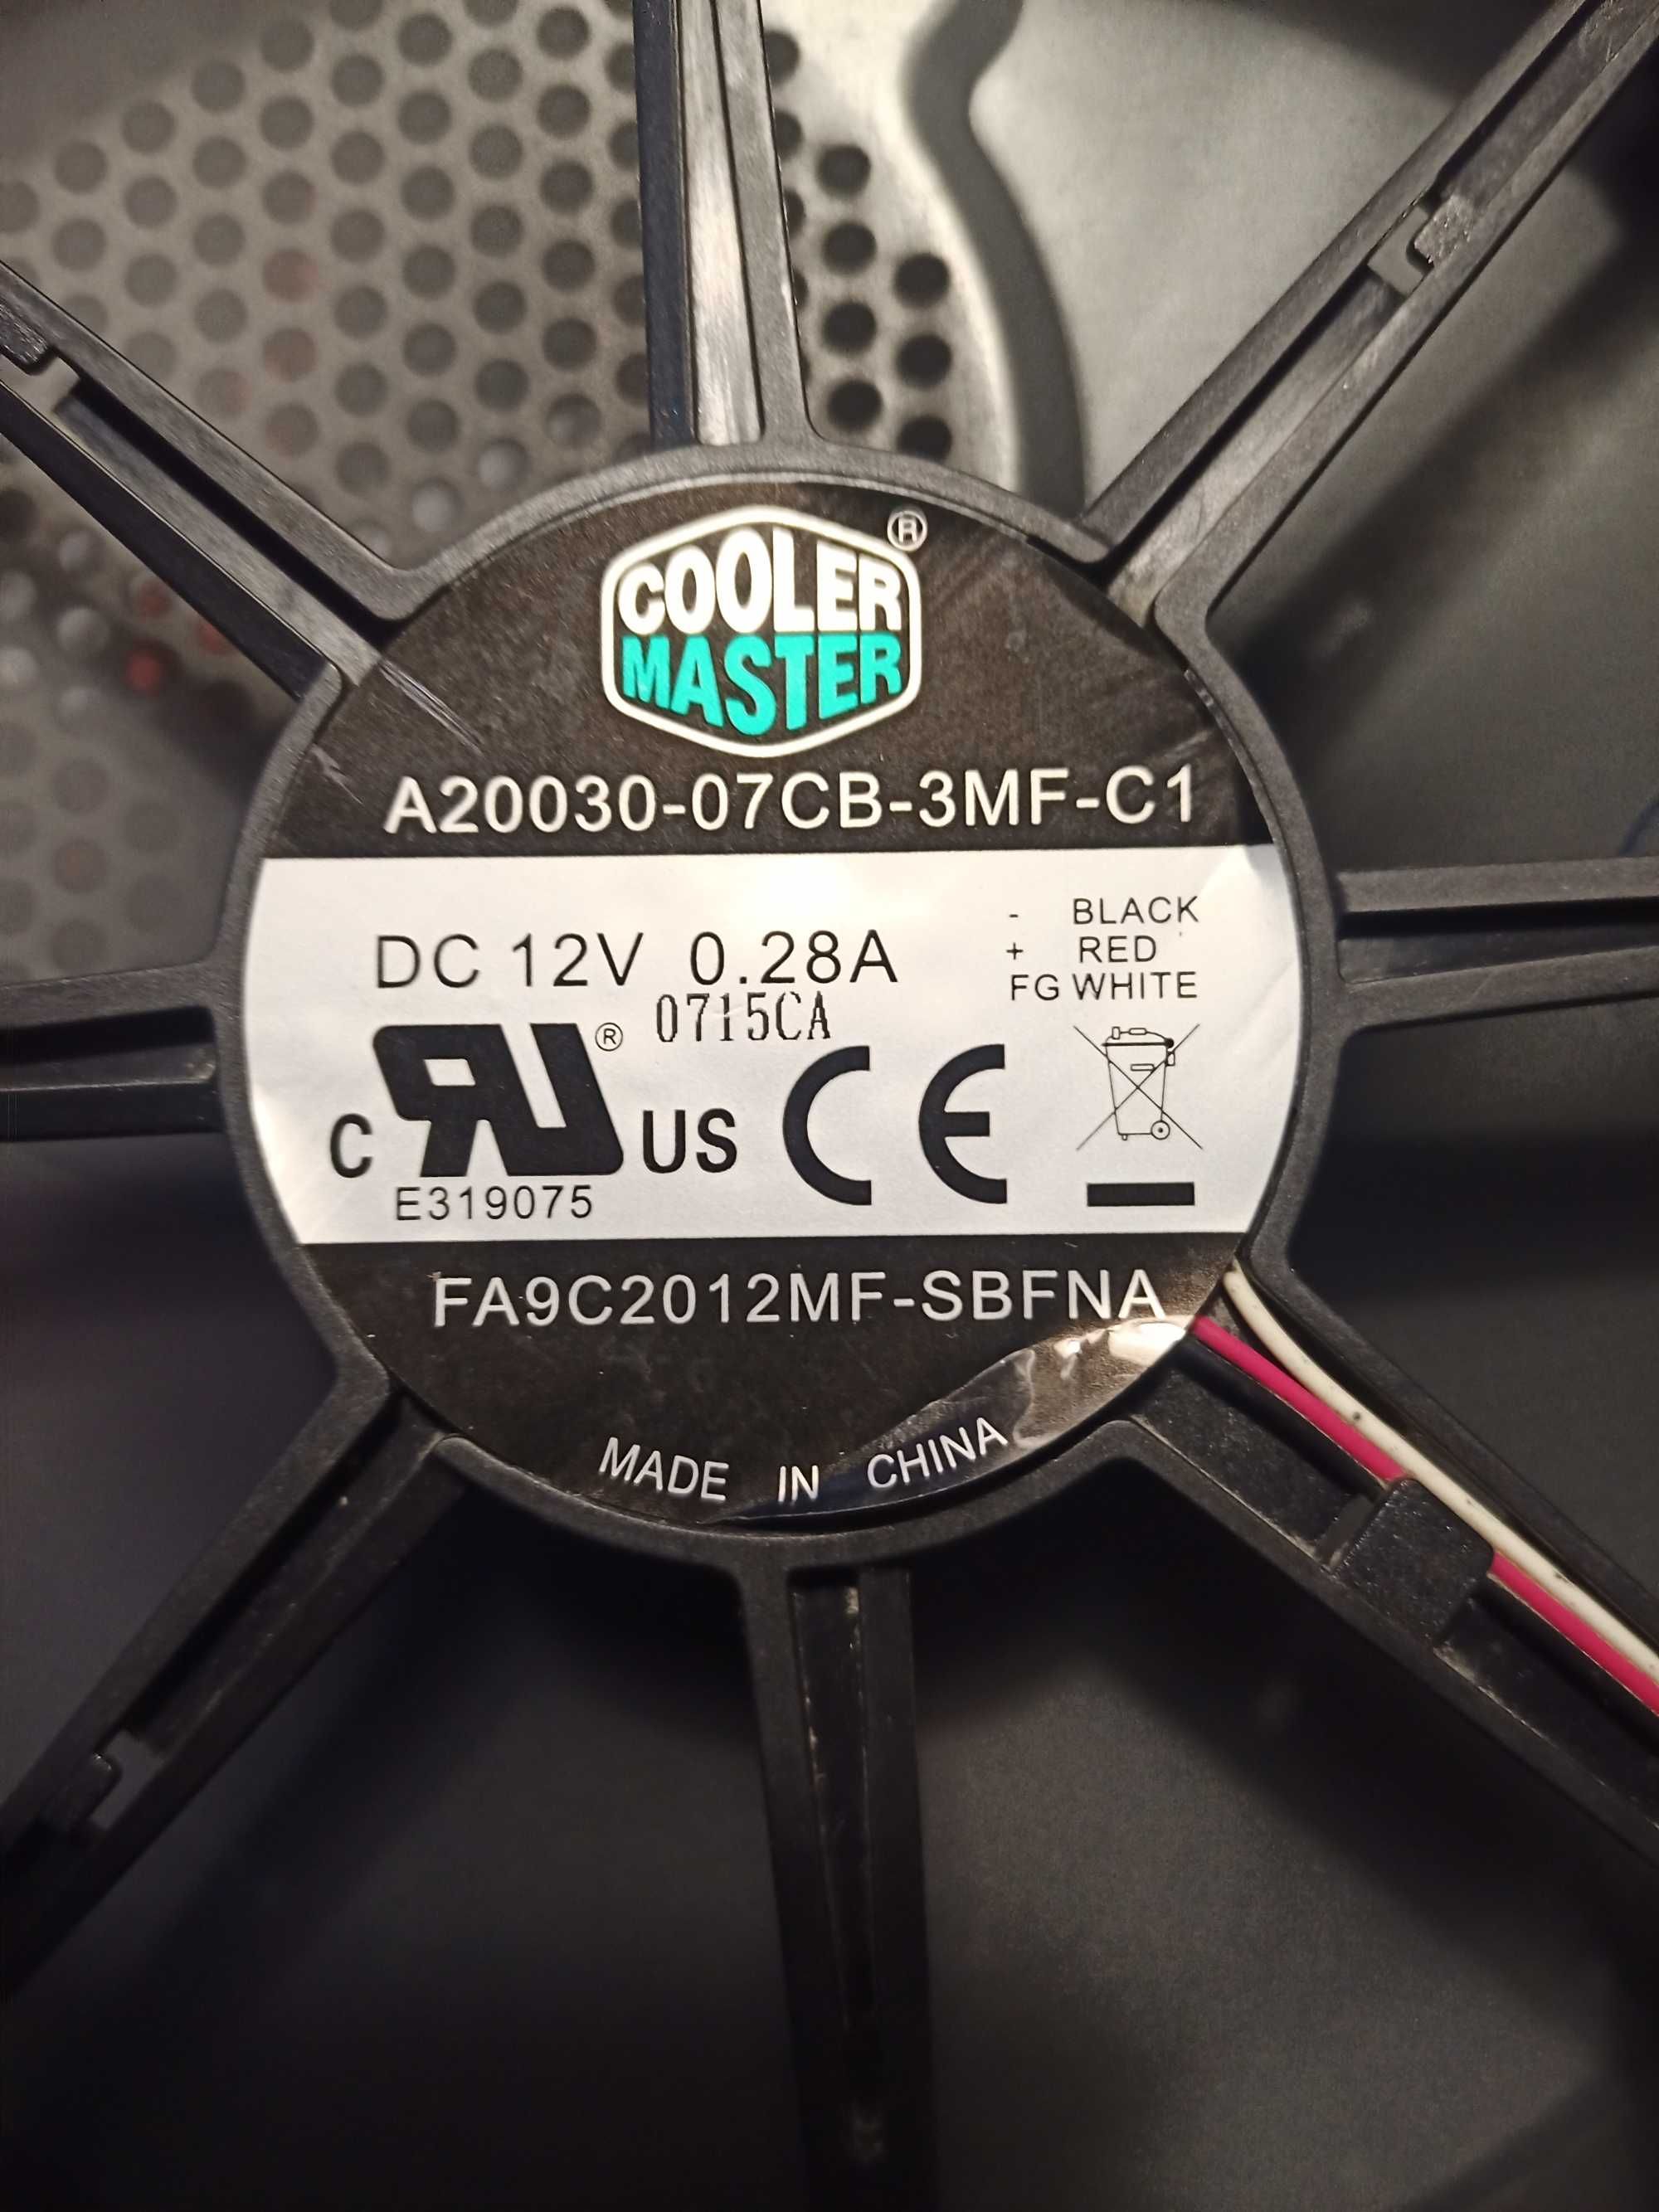 COOLER
MASTER
®
A20030-07CB-3MF-C1
DC 12V 0.28A
- BLACK
+ RED
FG WHITE
0715CA
®
C RU US CE
E319075
FA9C2012MF-SBFNA
MADE IN CHINA